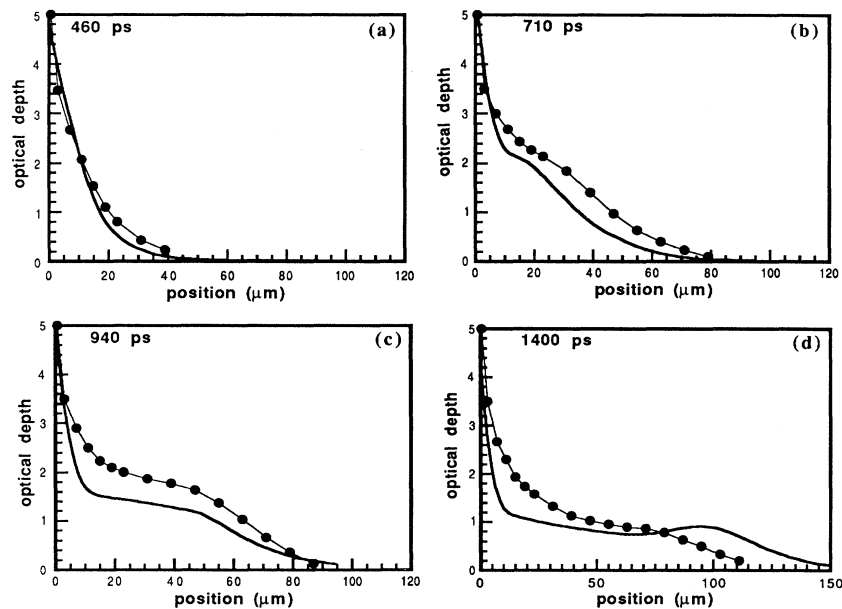 460 ps
(a)
5
4
3
2
1
0
optical depth
0 20 40 60 80 100 120
position (μm)
710 ps
(b)
5
4
3
2
1
0
optical depth
0 20 40 60 80 100 120
position (μm)
940 ps
(c)
5
4
3
2
1
0
optical depth
0 20 40 60 80 100 120
position (μm)
1400 ps
(d)
5
4
3
2
1
0
optical depth
0 50 100 150
position (μm)